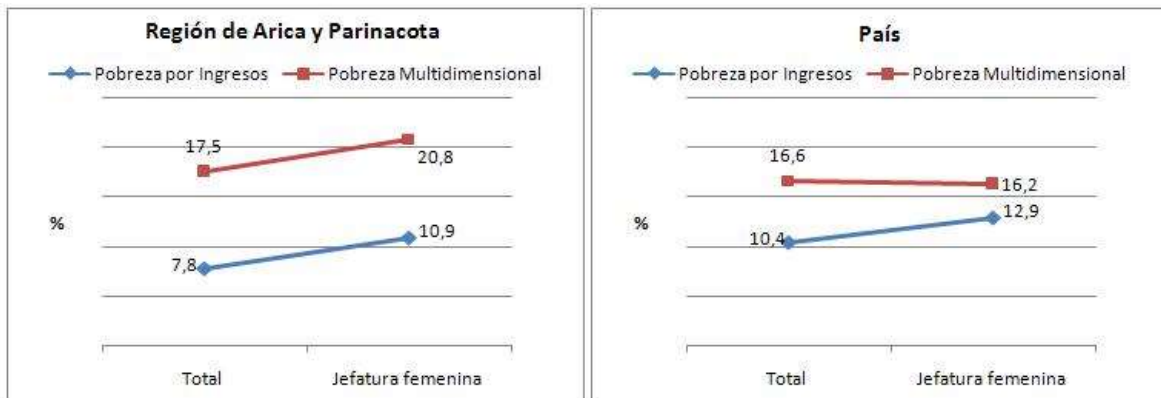 Región de Arica y Parinacota
Pobreza por Ingresos Pobreza Multidimensional
17,5
20,8
%
10,9
7,8
Total Jefatura femenina
País
Pobreza por Ingresos Pobreza Multidimensional
16,6
16,2
12,9
%
10,4
Total Jefatura femenina